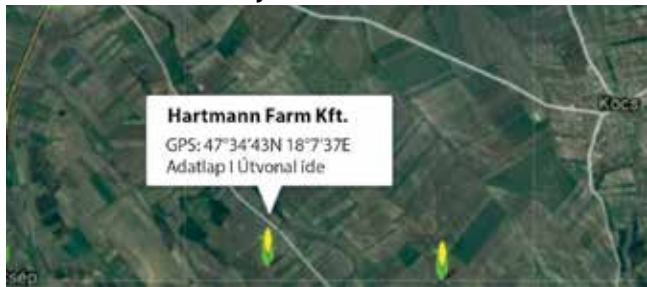 Hartmann Farm Kft.
GPS: 47°34'43N 18°7'37E
Adatlap I Útvonal ide
Kocs